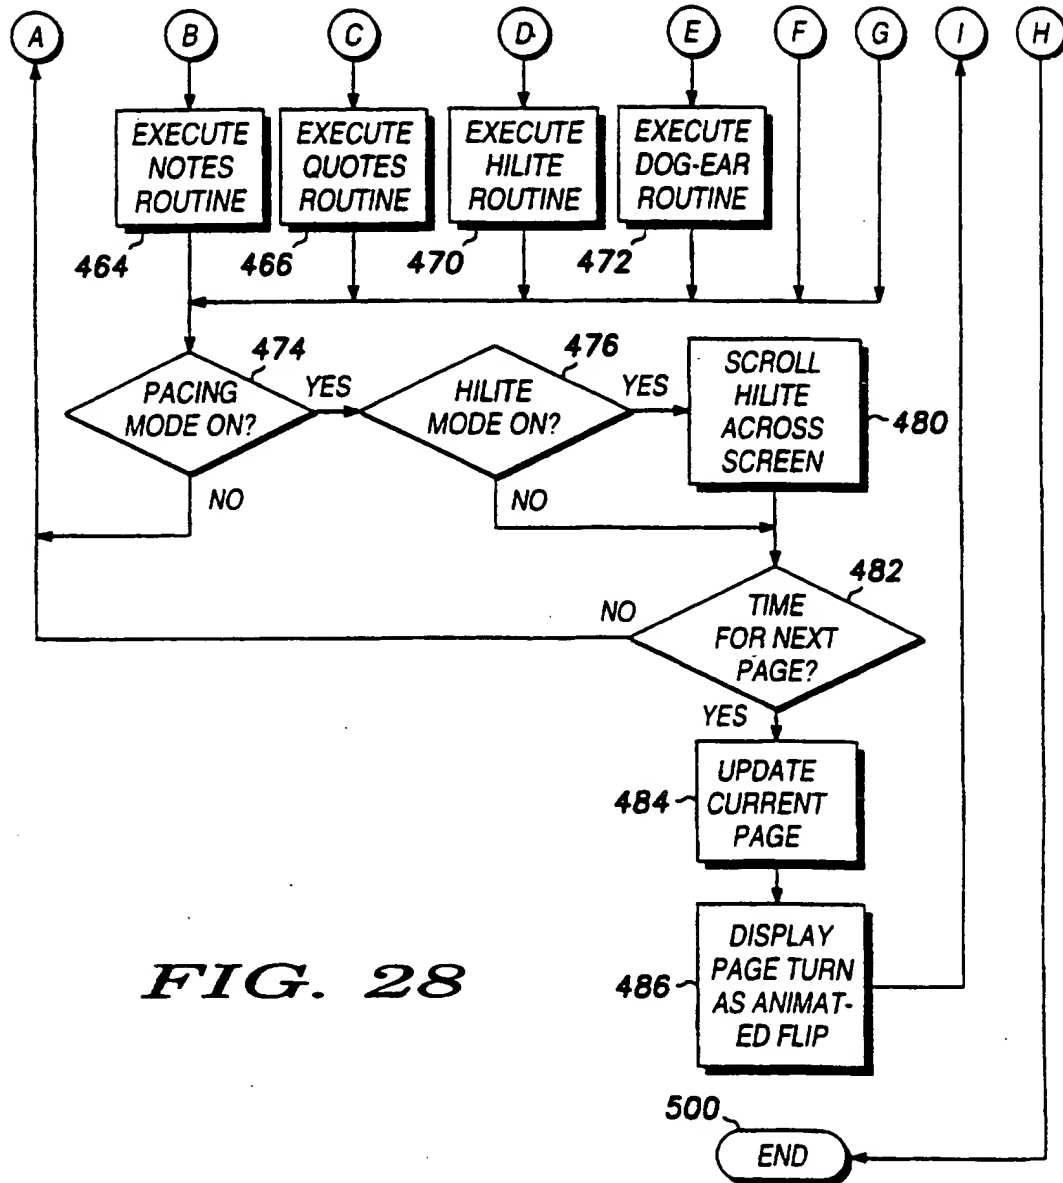 A B C D E F G I H
EXECUTE
NOTES
ROUTINE
464
EXECUTE
QUOTES
ROUTINE
466
EXECUTE
HILITE
ROUTINE
470
EXECUTE
DOG-EAR
ROUTINE
472
PACING
MODE ON?
474
YES
NO
HILITE
MODE ON?
476
YES
NO
SCROLL
HILITE
ACROSS
SCREEN
480
TIME
FOR NEXT
PAGE?
482
NO
YES
UPDATE
CURRENT
PAGE
484
DISPLAY
PAGE TURN
AS ANIMAT-
ED FLIP
486
FIG. 28
500
END